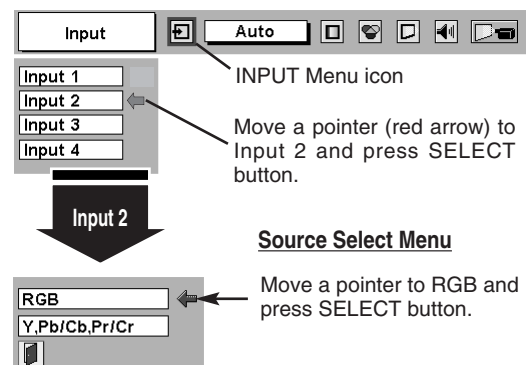 Input
Auto
INPUT Menu icon
Input 1
Input 2
Input 3
Input 4
Move a pointer (red arrow) to
Input 2 and press SELECT
button.
Input 2
Source Select Menu
RGB
Y,Pb/Cb,Pr/Cr
Move a pointer to RGB and
press SELECT button.